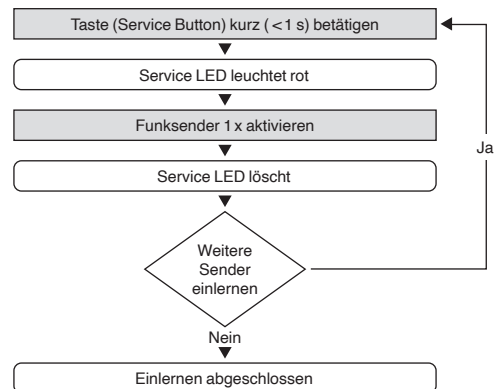 Taste (Service Button) kurz (<1 s) betätigen
Service LED leuchtet rot
Funksender 1 x aktivieren
Ja
Service LED löscht
Weitere
Sender
einlernen
Nein
Einlernen abgeschlossen